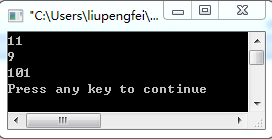 "C:\Users\liupengfei\...
11
9
101
Press any key to continue